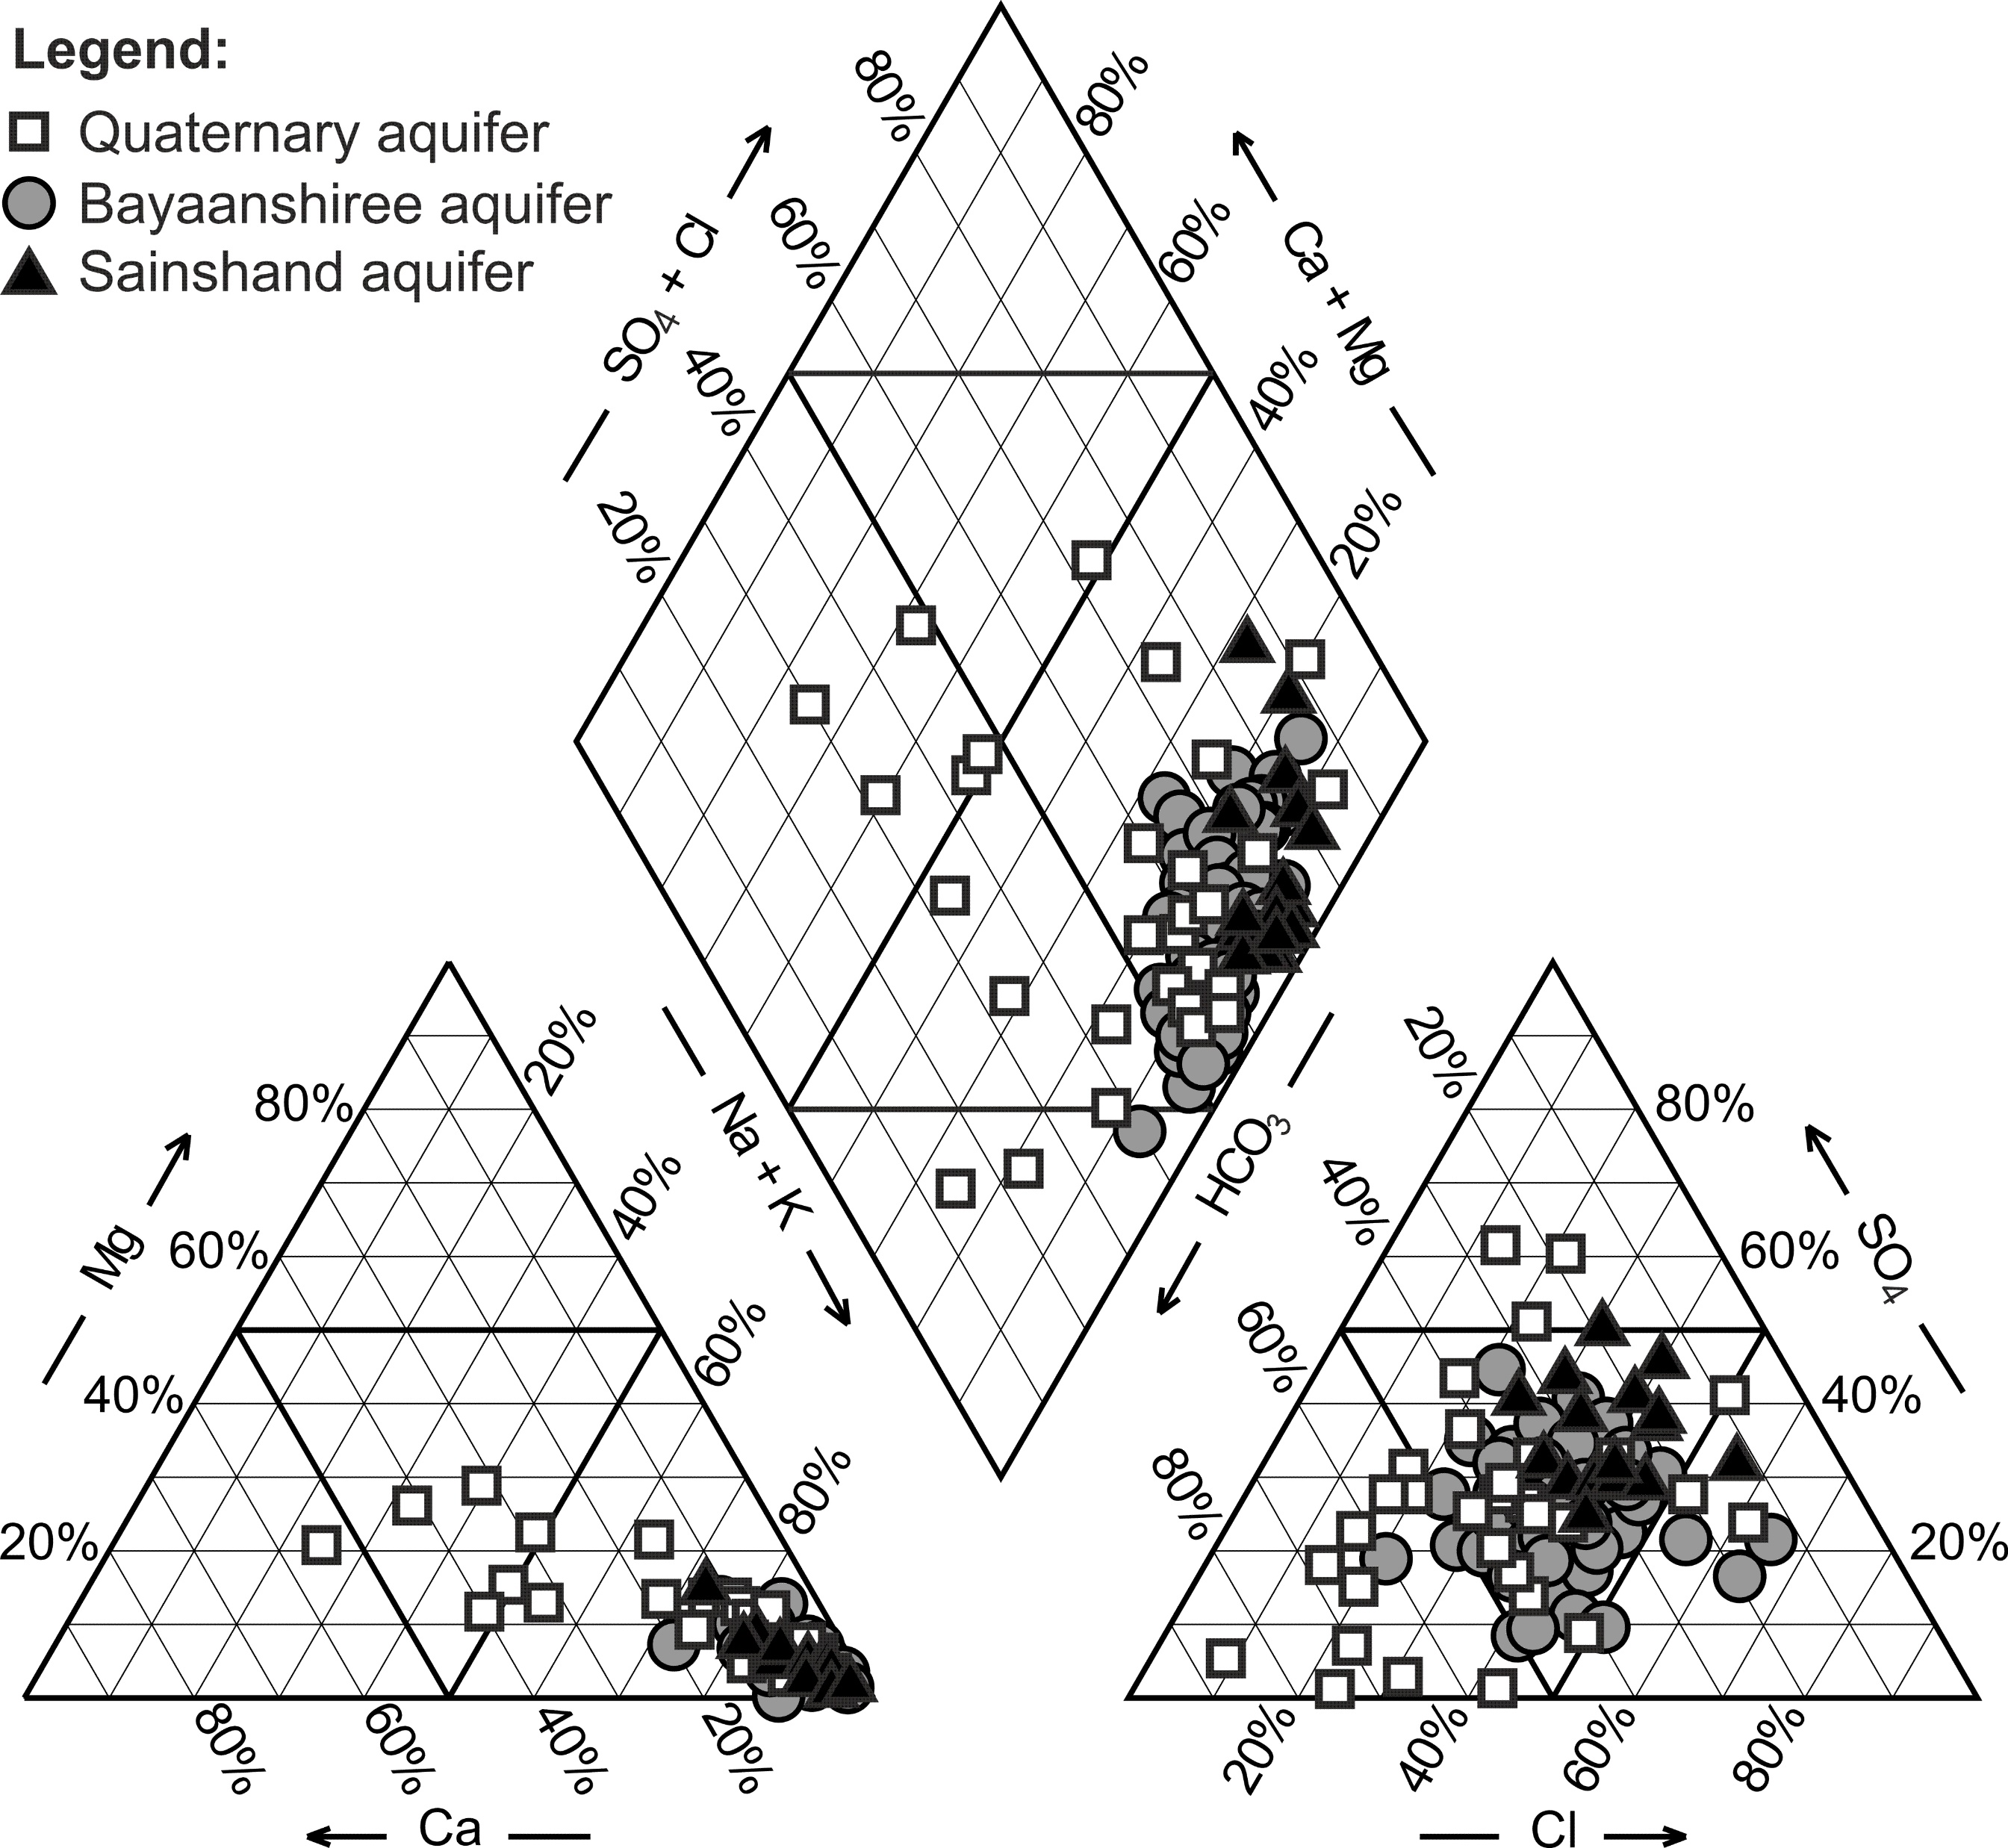 Legend:
Quaternary aquifer
Bayaanshiree aquifer
Sainshand aquifer
80%
60%
40%
20%
SO4 + Cl
80%
60%
40%
20%
Ca + Mg
Na + K
HCO3
80%
60%
40%
20%
Mg
20%
40%
60%
80%
80%
60%
40%
20%
Ca
20%
40%
60%
80%
80%
60%
40%
20%
SO4
20%
40%
60%
80%
Cl